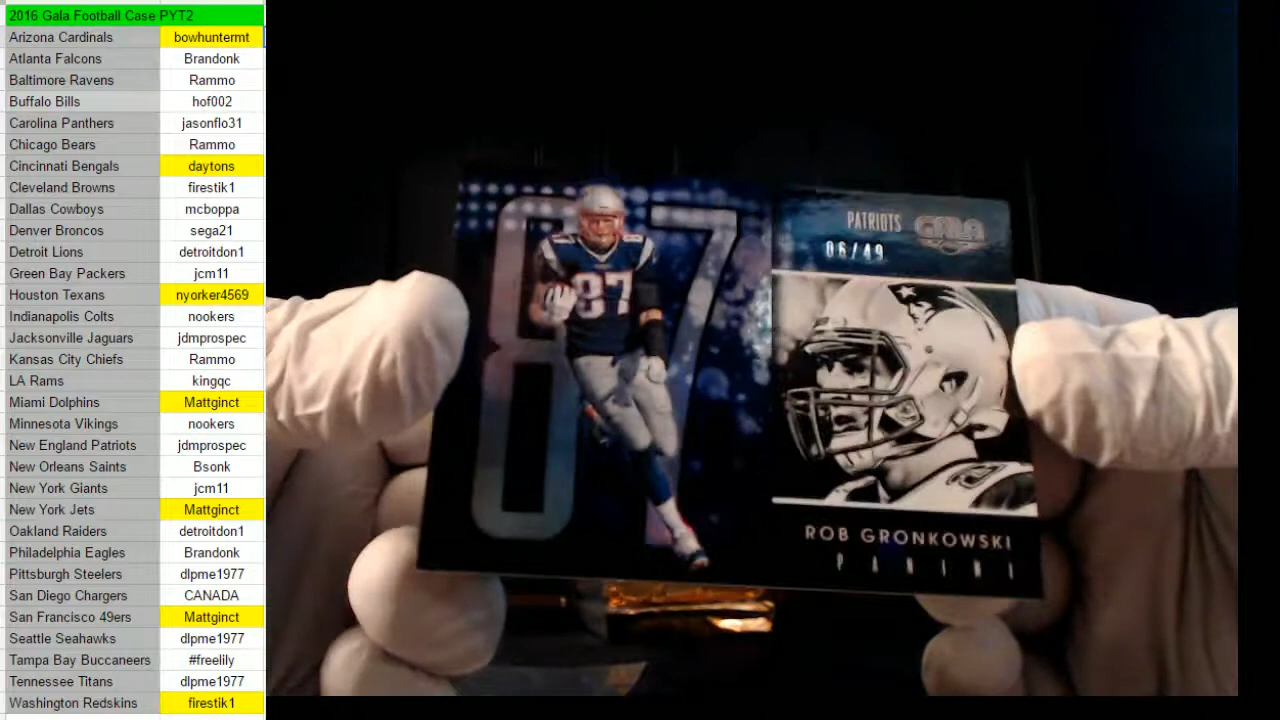 2016 Gala Football Case PYT2
Arizona Cardinals bowhuntermt
Atlanta Falcons Brandonk
Baltimore Ravens Rammo
Buffalo Bills hof002
Carolina Panthers jasonflo31
Chicago Bears Rammo
Cincinnati Bengals daytons
Cleveland Browns firestik1
Dallas Cowboys mcboppa
Denver Broncos sega21
Detroit Lions detroitdon1
Green Bay Packers jcm11
Houston Texans nyorker4569
Indianapolis Colts nookers
Jacksonville Jaguars jdmprospec
Kansas City Chiefs Rammo
LA Rams kingqc
Miami Dolphins Mattginct
Minnesota Vikings nookers
New England Patriots jdmprospec
New Orleans Saints Bsonk
New York Giants jcm11
New York Jets Mattginct
Oakland Raiders detroitdon1
Philadelphia Eagles Brandonk
Pittsburgh Steelers dlpme1977
San Diego Chargers CANADA
San Francisco 49ers Mattginct
Seattle Seahawks dlpme1977
Tampa Bay Buccaneers #freelily
Tennessee Titans dlpme1977
Washington Redskins firestik1
87
87
PATRIOTS GALA
06/49
ROB GRONKOWSKI
PANINI